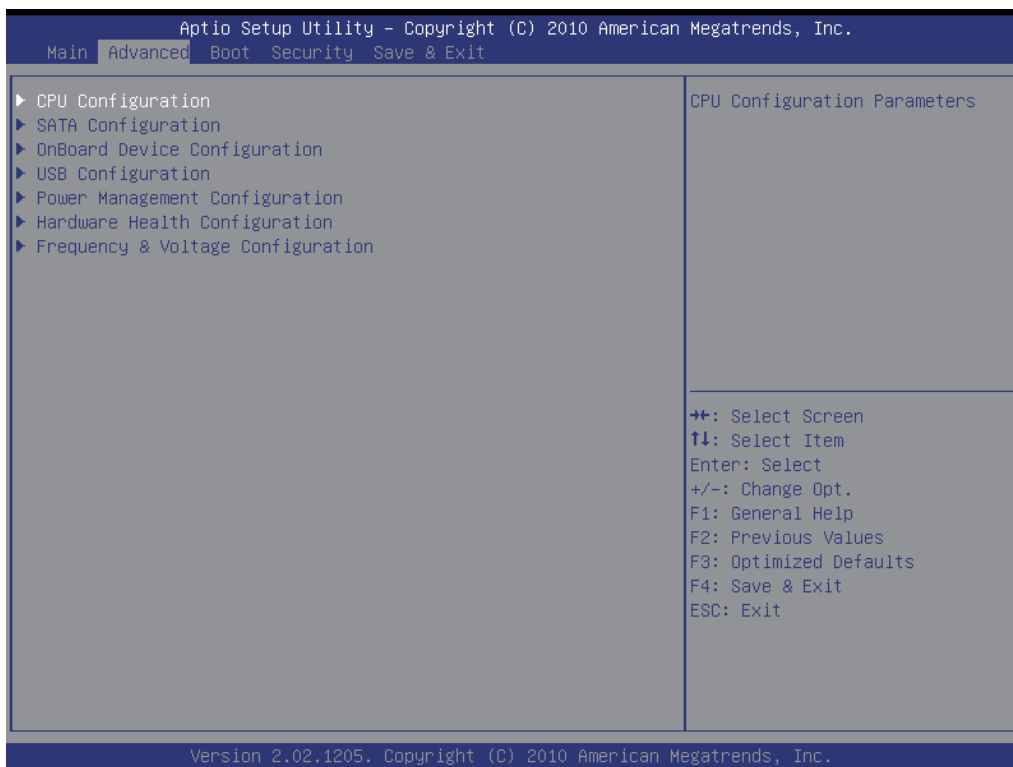 Aptio Setup Utility – Copyright (C) 2010 American Megatrends, Inc.
Main Advanced Boot Security Save & Exit
▶ CPU Configuration
▶ SATA Configuration
▶ OnBoard Device Configuration
▶ USB Configuration
▶ Power Management Configuration
▶ Hardware Health Configuration
▶ Frequency & Voltage Configuration
CPU Configuration Parameters
→←: Select Screen
↑↓: Select Item
Enter: Select
+/-: Change Opt.
F1: General Help
F2: Previous Values
F3: Optimized Defaults
F4: Save & Exit
ESC: Exit
Version 2.02.1205. Copyright (C) 2010 American Megatrends, Inc.